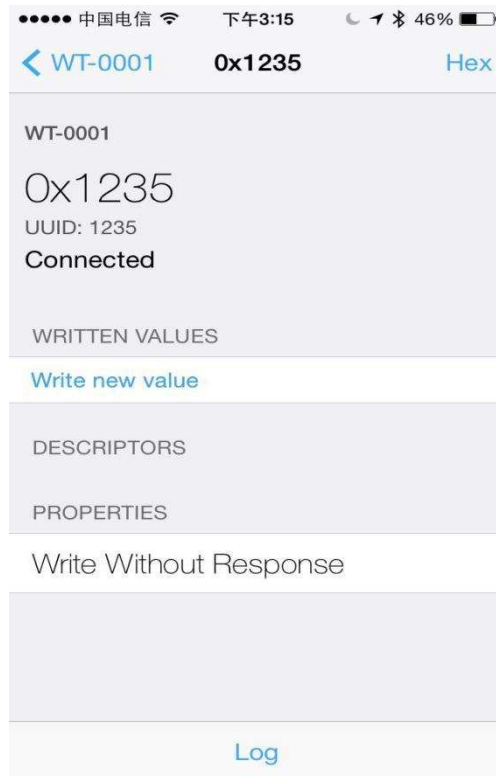 中国电信 下午3:15 46%
WT-0001 0x1235 Hex
WT-0001
0x1235
UUID: 1235
Connected
WRITTEN VALUES
Write new value
DESCRIPTORS
PROPERTIES
Write Without Response
Log